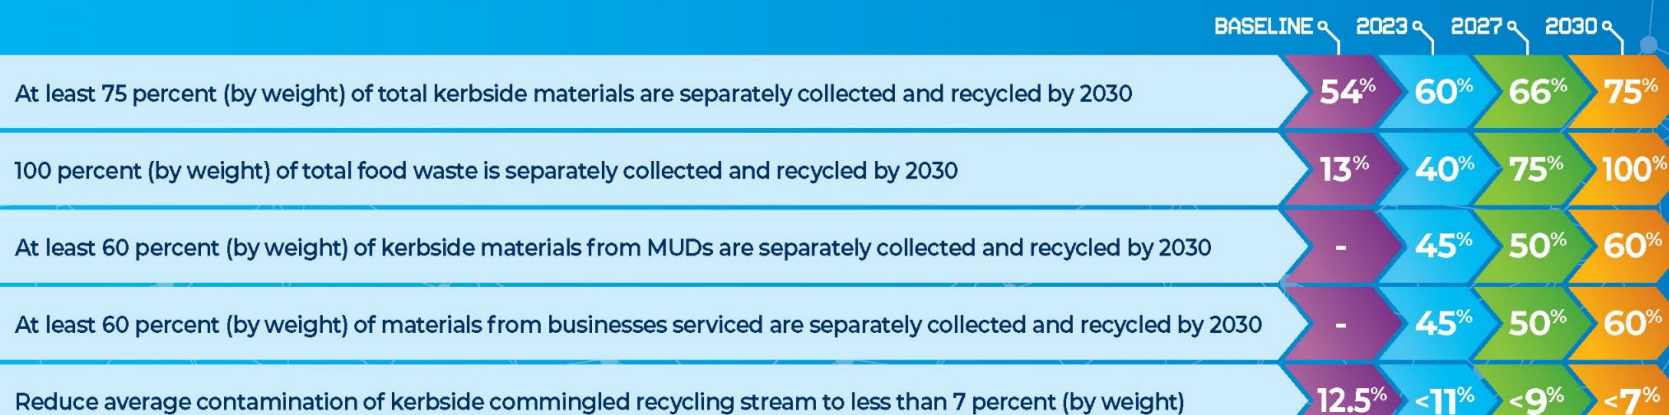 BASELINE 2023 2027 2030
At least 75 percent (by weight) of total kerbside materials are separately collected and recycled by 2030 54% 60% 66% 75%
100 percent (by weight) of total food waste is separately collected and recycled by 2030 13% 40% 75% 100%
At least 60 percent (by weight) of kerbside materials from MUDs are separately collected and recycled by 2030 - 45% 50% 60%
At least 60 percent (by weight) of materials from businesses serviced are separately collected and recycled by 2030 - 45% 50% 60%
Reduce average contamination of kerbside commingled recycling stream to less than 7 percent (by weight) 12.5% <11% <9% <7%